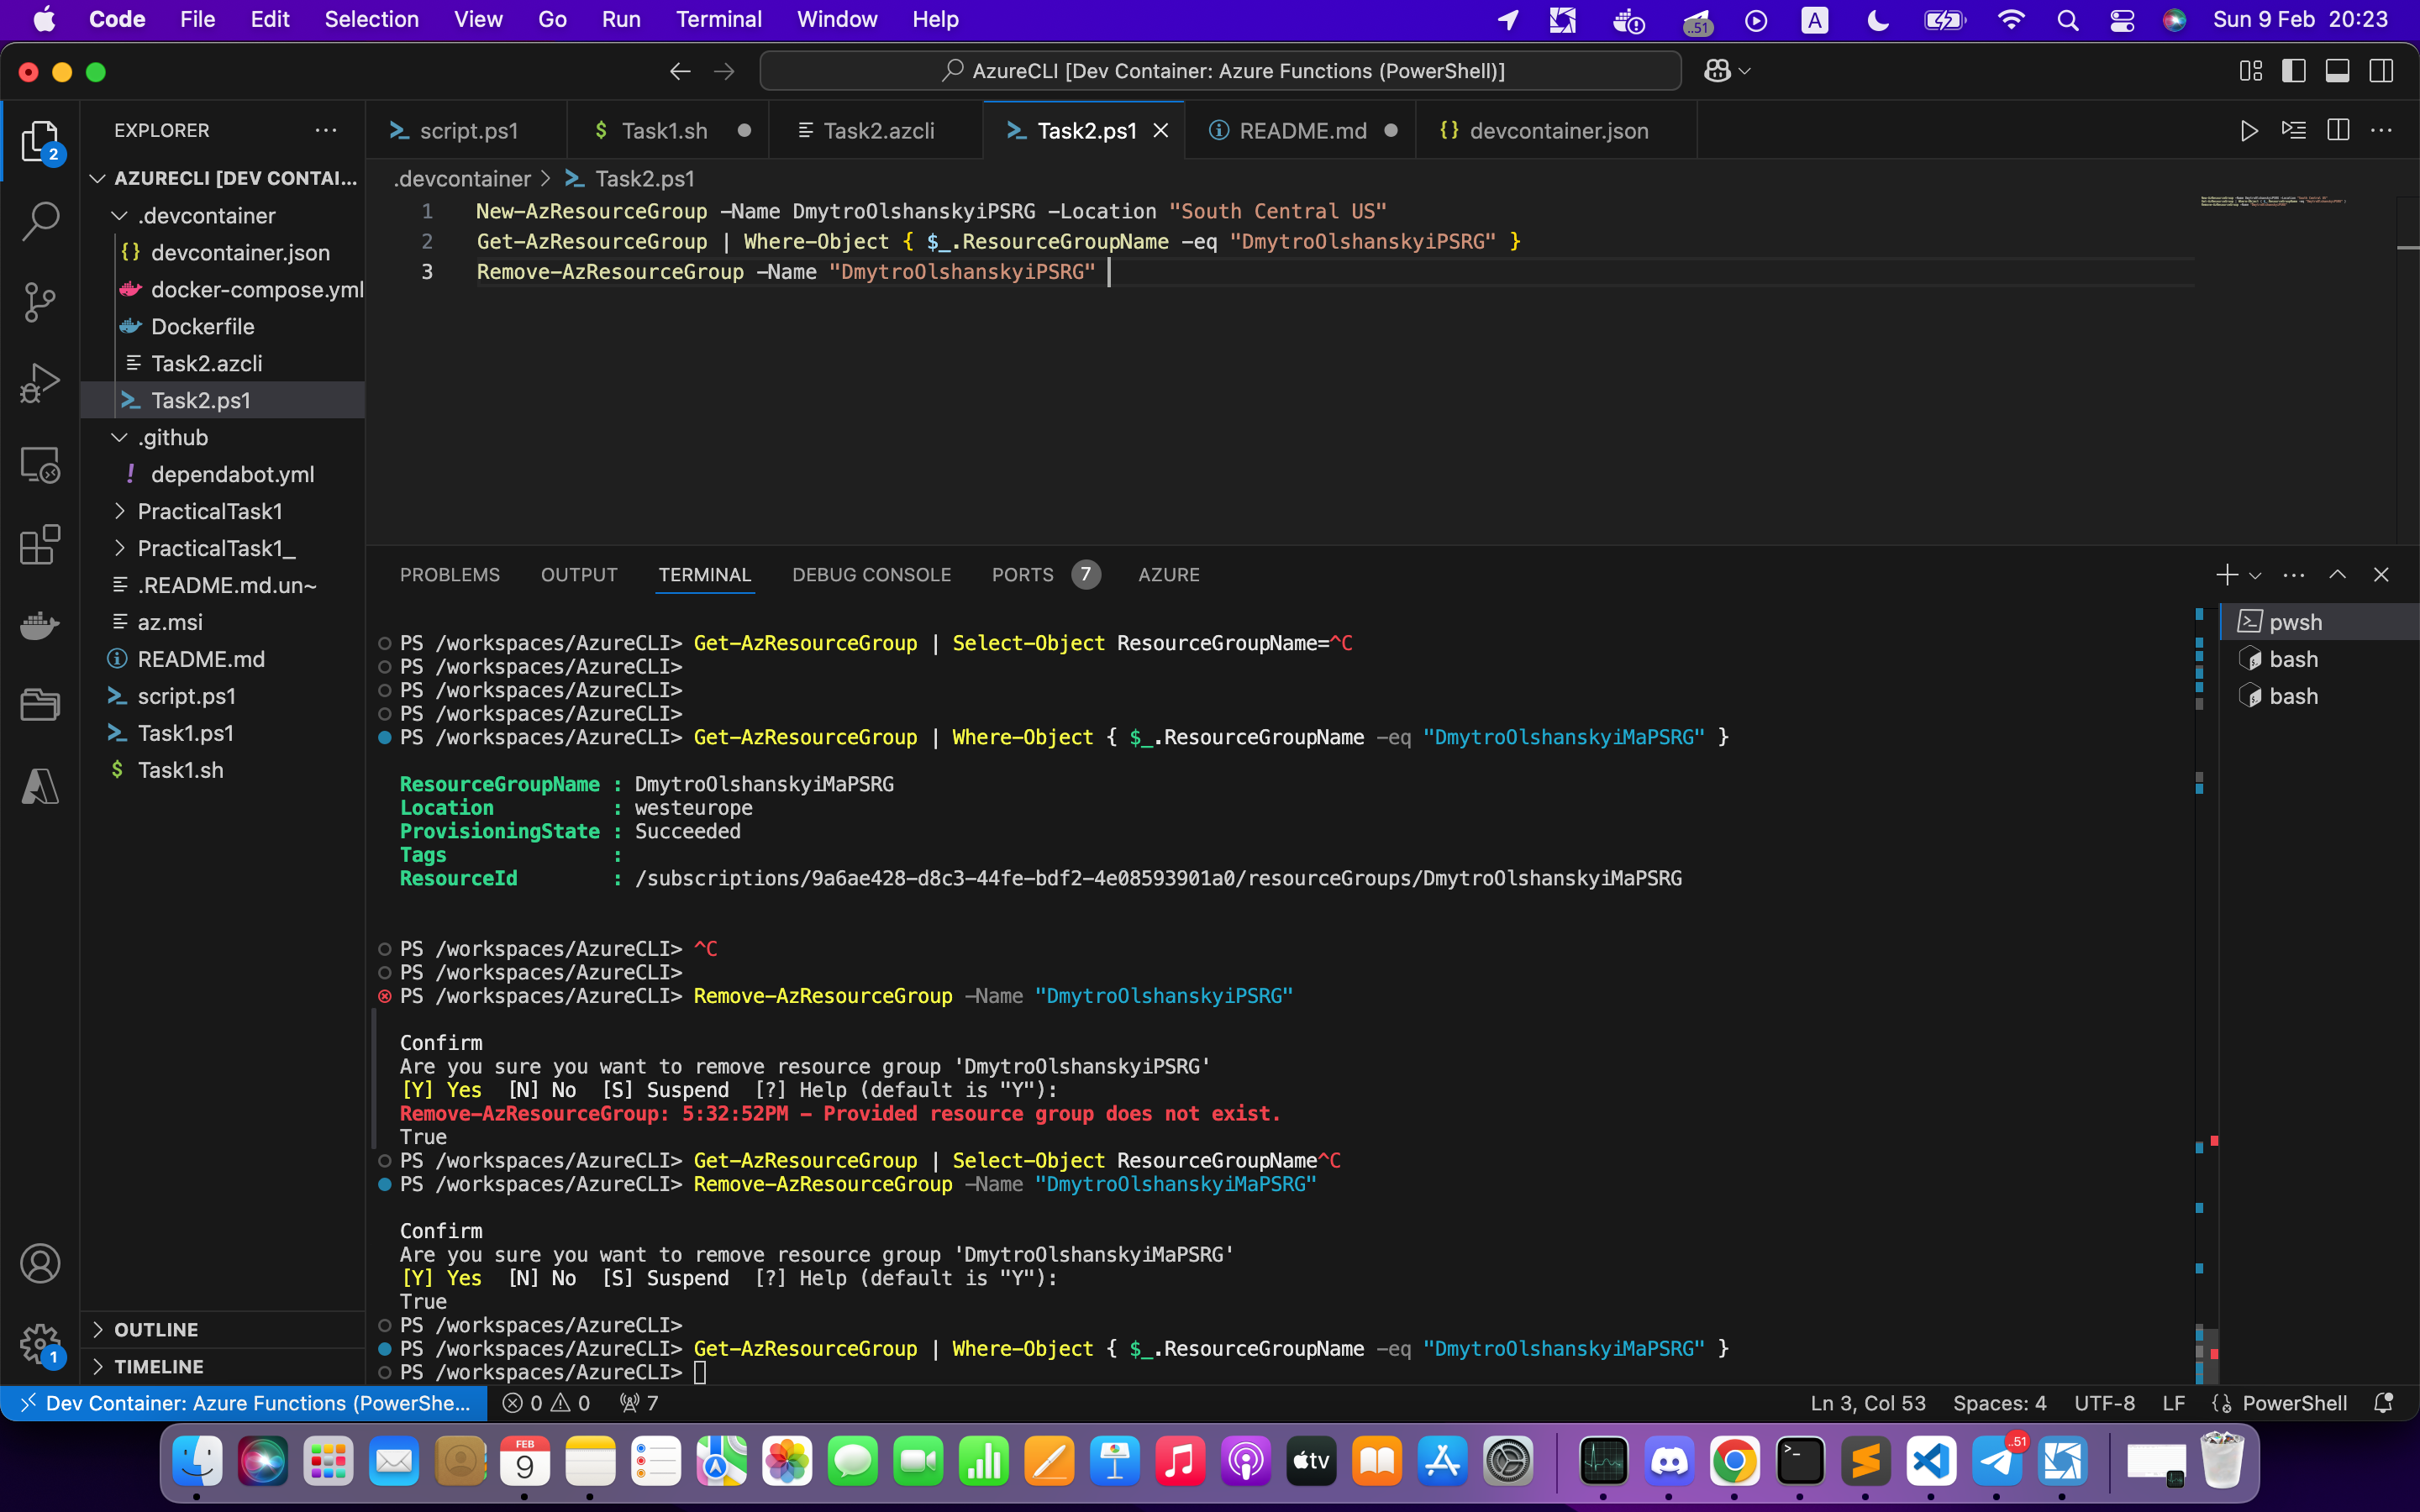 Code File Edit Selection View Go Run Terminal Window Help
..51
A
Sun 9 Feb 20:23
AzureCLI [Dev Container: Azure Functions (PowerShell)]
2
EXPLORER
script.ps1
$ Task1.sh
Task2.azcli
Task2.ps1
README.md
{} devcontainer.json
AZURECLI [DEV CONTAI...
.devcontainer
{} devcontainer.json
docker-compose.yml
Dockerfile
Task2.azcli
Task2.ps1
.github
! dependabot.yml
PracticalTask1
PracticalTask1_
.README.md.un~
az.msi
README.md
script.ps1
Task1.ps1
$ Task1.sh
OUTLINE
TIMELINE
1
.devcontainer > Task2.ps1
1 New-AzResourceGroup -Name DmytroOlshanskyiPSRG -Location "South Central US"
2 Get-AzResourceGroup | Where-Object { $_.ResourceGroupName -eq "DmytroOlshanskyiPSRG" }
3 Remove-AzResourceGroup -Name "DmytroOlshanskyiPSRG"
PROBLEMS OUTPUT TERMINAL DEBUG CONSOLE PORTS 7 AZURE
pwsh
bash
bash
PS /workspaces/AzureCLI> Get-AzResourceGroup | Select-Object ResourceGroupName=^C
PS /workspaces/AzureCLI>
PS /workspaces/AzureCLI>
PS /workspaces/AzureCLI>
PS /workspaces/AzureCLI> Get-AzResourceGroup | Where-Object { $_.ResourceGroupName -eq "DmytroOlshanskyiMaPSRG" }
ResourceGroupName : DmytroOlshanskyiMaPSRG
Location : westeurope
ProvisioningState : Succeeded
Tags :
ResourceId : /subscriptions/9a6ae428-d8c3-44fe-bdf2-4e08593901a0/resourceGroups/DmytroOlshanskyiMaPSRG
PS /workspaces/AzureCLI> ^C
PS /workspaces/AzureCLI>
PS /workspaces/AzureCLI> Remove-AzResourceGroup -Name "DmytroOlshanskyiPSRG"
Confirm
Are you sure you want to remove resource group 'DmytroOlshanskyiPSRG'
[Y] Yes [N] No [S] Suspend [?] Help (default is "Y"):
Remove-AzResourceGroup: 5:32:52PM - Provided resource group does not exist.
True
PS /workspaces/AzureCLI> Get-AzResourceGroup | Select-Object ResourceGroupName^C
PS /workspaces/AzureCLI> Remove-AzResourceGroup -Name "DmytroOlshanskyiMaPSRG"
Confirm
Are you sure you want to remove resource group 'DmytroOlshanskyiMaPSRG'
[Y] Yes [N] No [S] Suspend [?] Help (default is "Y"):
True
PS /workspaces/AzureCLI>
PS /workspaces/AzureCLI> Get-AzResourceGroup | Where-Object { $_.ResourceGroupName -eq "DmytroOlshanskyiMaPSRG" }
PS /workspaces/AzureCLI>
Dev Container: Azure Functions (PowerShe... 0 0 7
Ln 3, Col 53 Spaces: 4 UTF-8 LF PowerShell
FEB
9
tv
..51